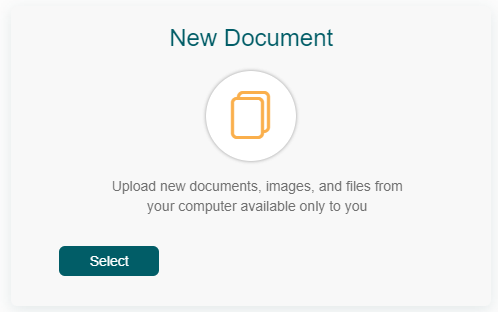 New Document
Upload new documents, images, and files from
your computer available only to you
Select